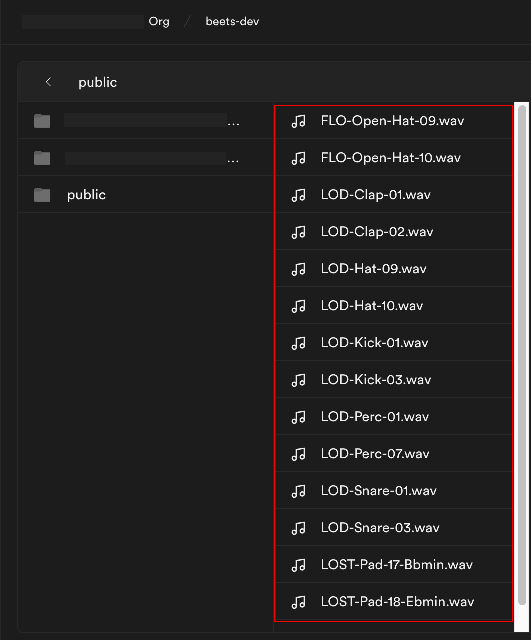 Org / beets-dev
public
...
...
public
FLO-Open-Hat-09.wav
FLO-Open-Hat-10.wav
LOD-Clap-01.wav
LOD-Clap-02.wav
LOD-Hat-09.wav
LOD-Hat-10.wav
LOD-Kick-01.wav
LOD-Kick-03.wav
LOD-Perc-01.wav
LOD-Perc-07.wav
LOD-Snare-01.wav
LOD-Snare-03.wav
LOST-Pad-17-Bbmin.wav
LOST-Pad-18-Ebmin.wav